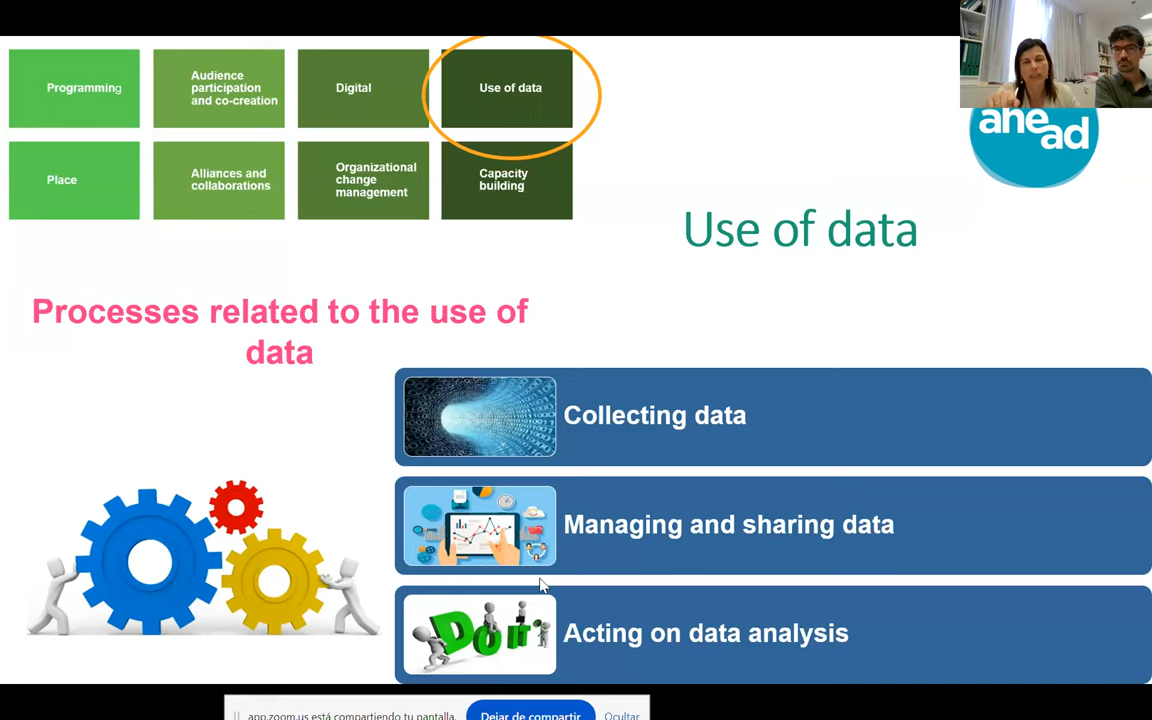 Programming
Audience
participation
and co-creation
Digital
Use of data
Place
Alliances and
collaborations
Organizational
change
management
Capacity
building
ahe
ad
Use of data
Processes related to the use of
data
Collecting data
Managing and sharing data
DO IT
Acting on data analysis
app.zoom.us está compartiendo tu pantalla.
Dejar de compartir
Ocultar